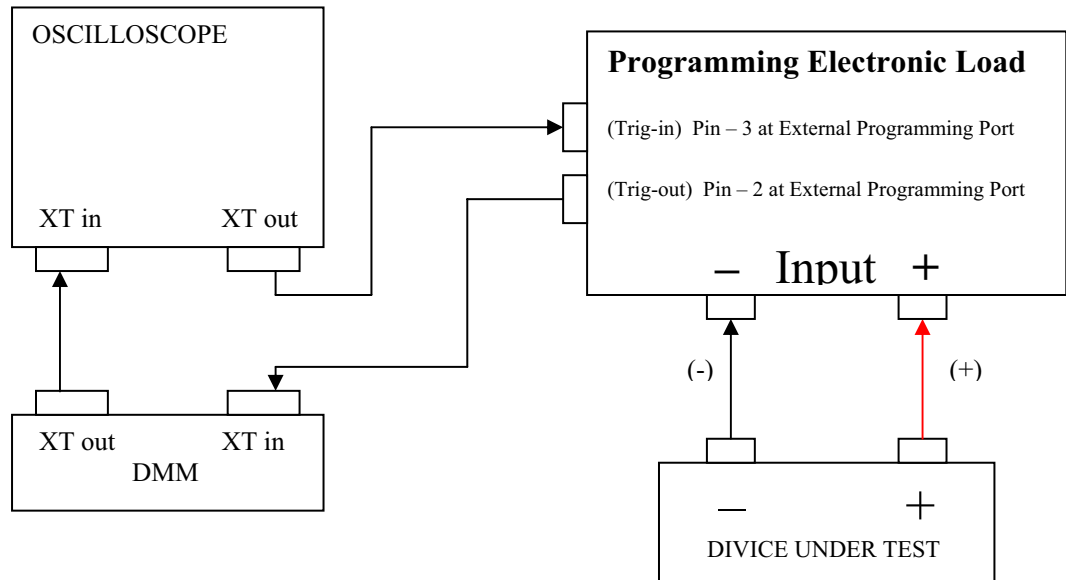 OSCILLOSCOPE
XT in XT out
Programming Electronic Load
(Trig-in) Pin – 3 at External Programming Port
(Trig-out) Pin – 2 at External Programming Port
– Input +
(-) (+)
XT out XT in
DMM
– +
DIVICE UNDER TEST